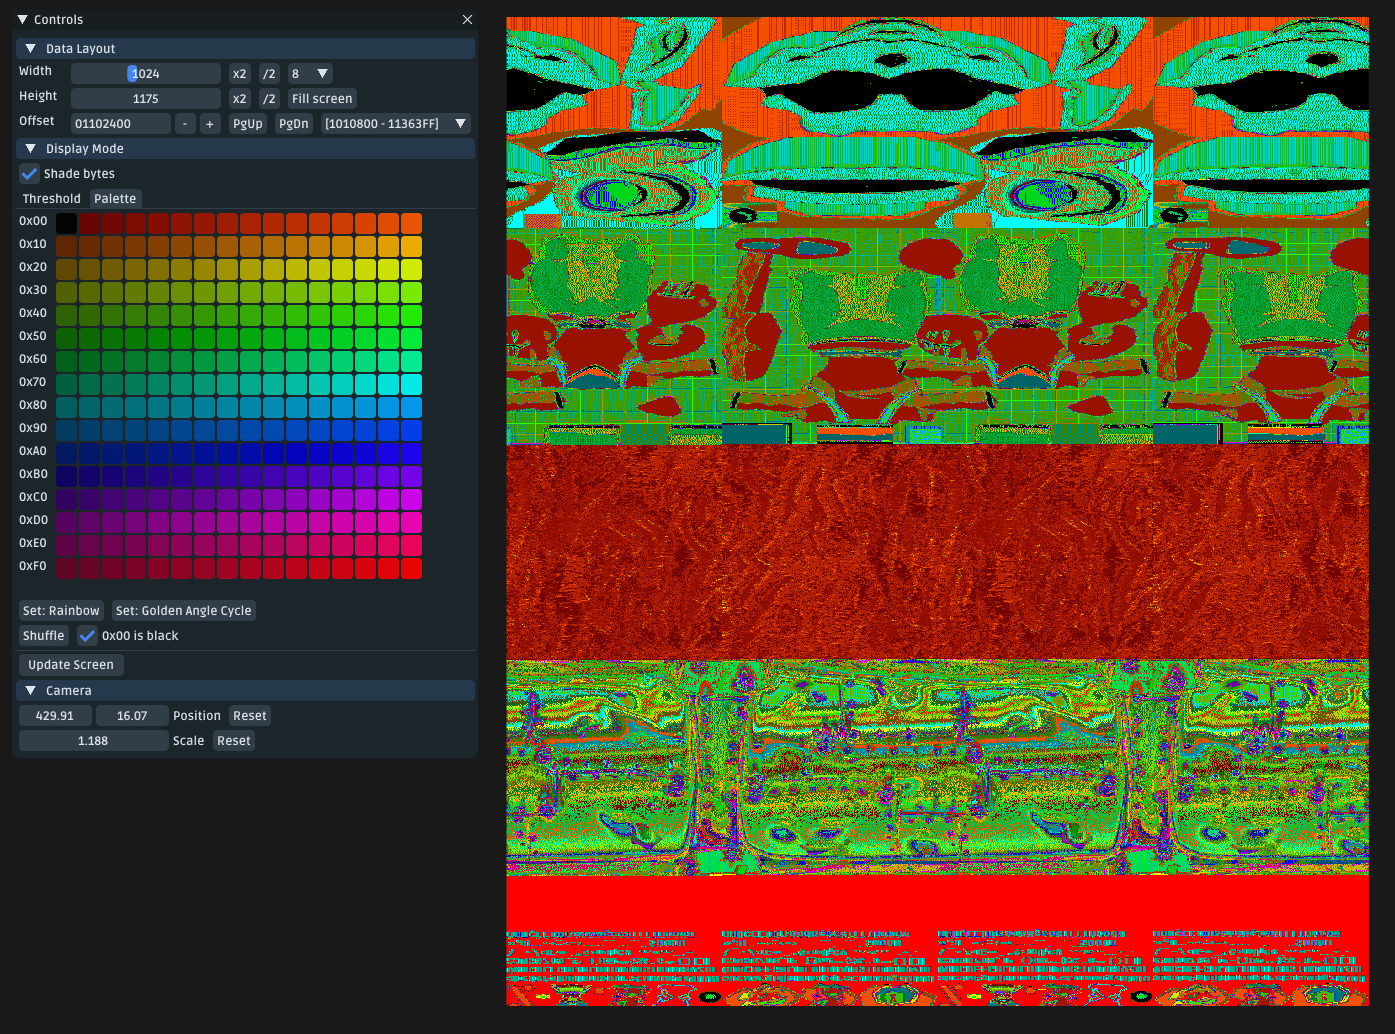 Controls
Data Layout
Width 1024 x2 /2 8
Height 1175 x2 /2 Fill screen
Offset 01102400 - + PgUp PgDn [1010800 - 11363FF]
Display Mode
Shade bytes
Threshold Palette
0x00
0x10
0x20
0x30
0x40
0x50
0x60
0x70
0x80
0x90
0xA0
0xB0
0xC0
0xD0
0xE0
0xF0
Set: Rainbow Set: Golden Angle Cycle
Shuffle 0x00 is black
Update Screen
Camera
429.91 16.07 Position Reset
1.188 Scale Reset